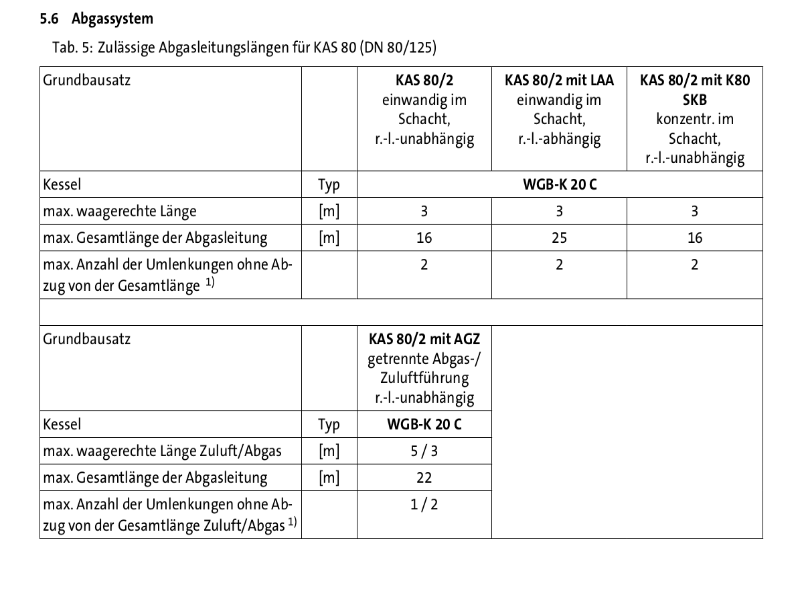 5.6 Abgassystem
Tab. 5: Zulässige Abgasleitungslängen für KAS 80 (DN 80/125)
Grundbausatz
KAS 80/2
einwandig im
Schacht,
r.-l.-unabhängig
KAS 80/2 mit LAA
einwandig im
Schacht,
r.-l.-abhängig
KAS 80/2 mit K80
SKB
konzentr. im
Schacht,
r.-l.-unabhängig
Kessel Typ WGB-K 20 C
max. waagerechte Länge [m] 3 3 3
max. Gesamtlänge der Abgasleitung [m] 16 25 16
max. Anzahl der Umlenkungen ohne Ab- 2 2 2
zug von der Gesamtlänge 1)
Grundbausatz
KAS 80/2 mit AGZ
getrennte Abgas-/
Zuluftführung
r.-l.-unabhängig
Kessel Typ WGB-K 20 C
max. waagerechte Länge Zuluft/Abgas [m] 5 / 3
max. Gesamtlänge der Abgasleitung [m] 22
max. Anzahl der Umlenkungen ohne Ab- 1 / 2
zug von der Gesamtlänge Zuluft/Abgas 1)